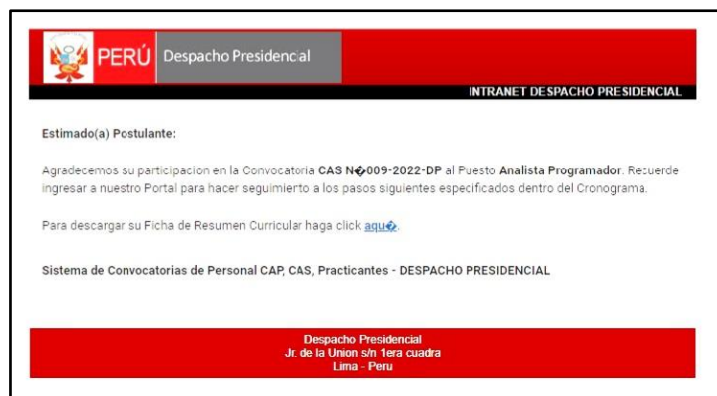 PERÚ Despacho Presidencial
INTRANET DESPACHO PRESIDENCIAL
Estimado(a) Postulante:
Agradecemos su participacion en la Convocatoria CAS N�009-2022-DP al Puesto Analista Programador. Recuerde
ingresar a nuestro Portal para hacer seguimiento a los pasos siguientes especificados dentro del Cronograma.
Para descargar su Ficha de Resumen Curricular haga click aqu�.
Sistema de Convocatorias de Personal CAP, CAS, Practicantes - DESPACHO PRESIDENCIAL
Despacho Presidencial
Jr. de la Union s/n 1era cuadra
Lima - Peru